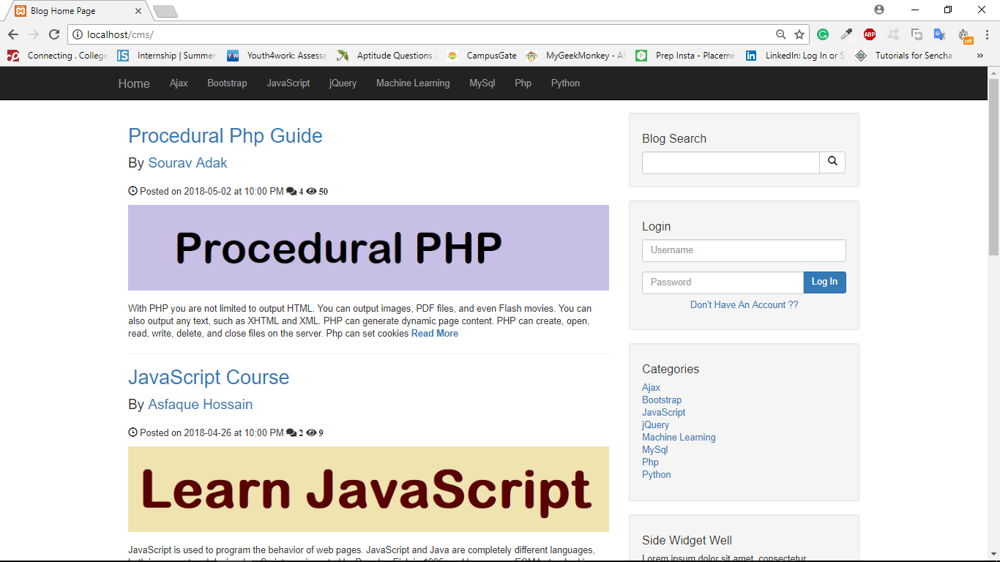 Blog Home Page
localhost/cms/
Connecting . College
Internship | Summer
Youth4work: Assesse
Aptitude Questions
CampusGate
MyGeekMonkey - A
Prep Insta - Placeme
LinkedIn: Log In or S
Tutorials for Sencha
»
ABP
off
Home
Ajax
Bootstrap
JavaScript
jQuery
Machine Learning
MySql
Php
Python
Procedural Php Guide
By Sourav Adak
Posted on 2018-05-02 at 10:00 PM 4 50
Procedural PHP
With PHP you are not limited to output HTML. You can output images, PDF files, and even Flash movies. You can
also output any text, such as XHTML and XML. PHP can generate dynamic page content. PHP can create, open,
read, write, delete, and close files on the server. Php can set cookies Read More
JavaScript Course
By Asfaque Hossain
Posted on 2018-04-26 at 10:00 PM 2 9
Learn JavaScript
JavaScript is used to program the behavior of web pages. JavaScript and Java are completely different languages,
Blog Search
Login
Username
Password
Log In
Don't Have An Account ??
Categories
Ajax
Bootstrap
JavaScript
jQuery
Machine Learning
MySql
Php
Python
Side Widget Well
Lorem ipsum dolor sit amet, consectetur